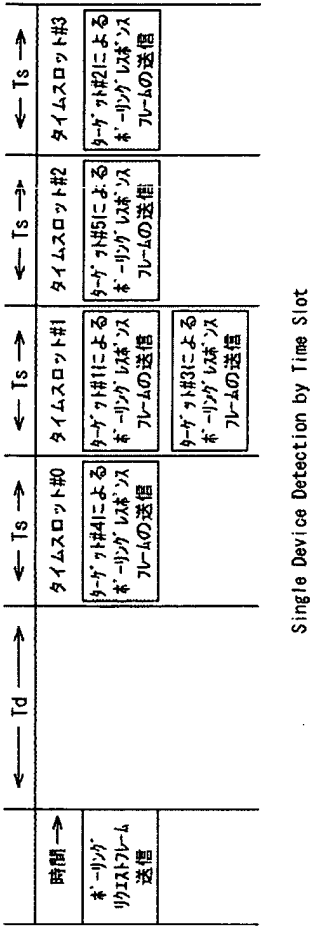 ← Td →
← Ts →
← Ts →
← Ts →
← Ts →
時間→
タイムスロット#0
タイムスロット#1
タイムスロット#2
タイムスロット#3
ポーリング
リクエストフレーム
送信
ターゲット#4による
ポーリングレスポンス
フレームの送信
ターゲット#1による
ポーリングレスポンス
フレームの送信
ターゲット#5による
ポーリングレスポンス
フレームの送信
ターゲット#2による
ポーリングレスポンス
フレームの送信
ターゲット#3による
ポーリングレスポンス
フレームの送信
Single Device Detection by Time Slot